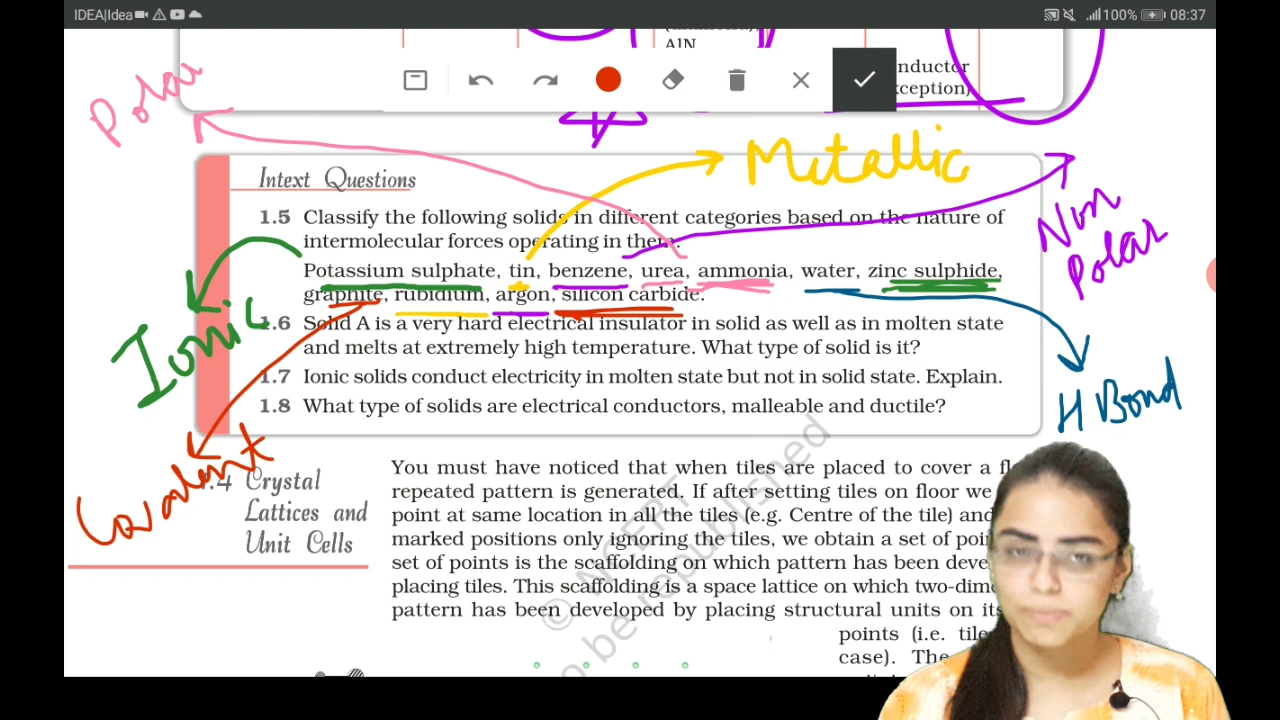 IDEA|Idea
100%
08:37
AlN
nductor
xception)
Polar
Metallic
Intext Questions
1.5 Classify the following solids in different categories based on the nature of
intermolecular forces operating in them:
Potassium sulphate, tin, benzene, urea, ammonia, water, zinc sulphide,
graphite, rubidium, argon, silicon carbide.
Non
Polar
Ionic
1.6 Solid A is a very hard electrical insulator in solid as well as in molten state
and melts at extremely high temperature. What type of solid is it?
1.7 Ionic solids conduct electricity in molten state but not in solid state. Explain.
1.8 What type of solids are electrical conductors, malleable and ductile?
H Bond
Covalent
1.4 Crystal
Lattices and
Unit Cells
You must have noticed that when tiles are placed to cover a fl
repeated pattern is generated. If after setting tiles on floor we
point at same location in all the tiles (e.g. Centre of the tile) and
marked positions only ignoring the tiles, we obtain a set of poin
set of points is the scaffolding on which pattern has been deve
placing tiles. This scaffolding is a space lattice on which two-dime
pattern has been developed by placing structural units on its
points (i.e. tile
case). The
© NCERT
to be republished